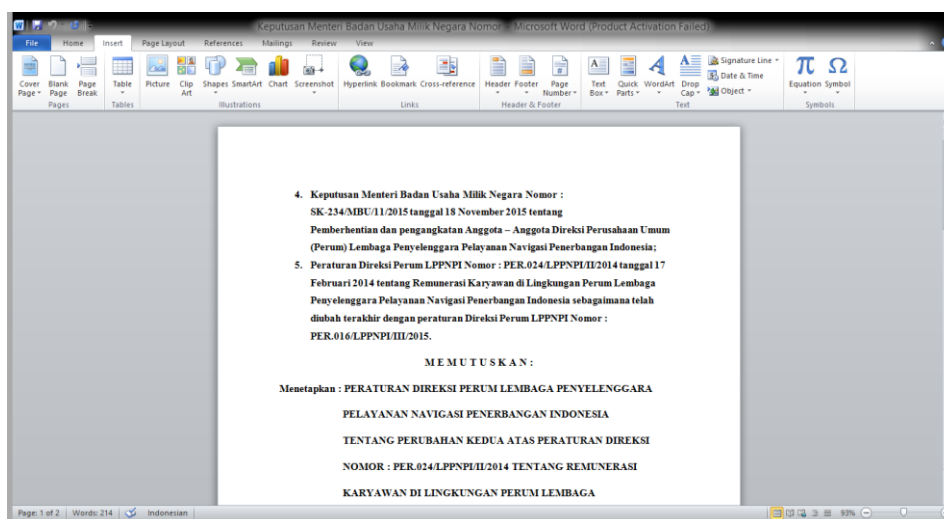 Keputusan Menteri Badan Usaha Milik Negara Nomor - Microsoft Word (Product Activation Failed)
File Home Insert Page Layout References Mailings Review View
Cover Page Blank Page Page Break Table Picture Clip Art Shapes SmartArt Chart Screenshot Hyperlink Bookmark Cross-reference Header Footer Page Number Text Box Quick Parts WordArt Drop Cap Signature Line Date & Time Object Equation Symbol
Pages Tables Illustrations Links Header & Footer Text Symbols
4. Keputusan Menteri Badan Usaha Milik Negara Nomor :
SK-234/MBU/11/2015 tanggal 18 November 2015 tentang
Pemberhentian dan pengangkatan Anggota – Anggota Direksi Perusahaan Umum
(Perum) Lembaga Penyelenggara Pelayanan Navigasi Penerbangan Indonesia;
5. Peraturan Direksi Perum LPPNPI Nomor : PER.024/LPPNPI/II/2014 tanggal 17
Februari 2014 tentang Remunerasi Karyawan di Lingkungan Perum Lembaga
Penyelenggara Pelayanan Navigasi Penerbangan Indonesia sebagaimana telah
diubah terakhir dengan peraturan Direksi Perum LPPNPI Nomor :
PER.016/LPPNPI/III/2015.
M E M U T U S K A N :
Menetapkan : PERATURAN DIREKSI PERUM LEMBAGA PENYELENGGARA
PELAYANAN NAVIGASI PENERBANGAN INDONESIA
TENTANG PERUBAHAN KEDUA ATAS PERATURAN DIREKSI
NOMOR : PER.024/LPPNPI/II/2014 TENTANG REMUNERASI
KARYAWAN DI LINGKUNGAN PERUM LEMBAGA
Page: 1 of 2 Words: 214 Indonesian 93%